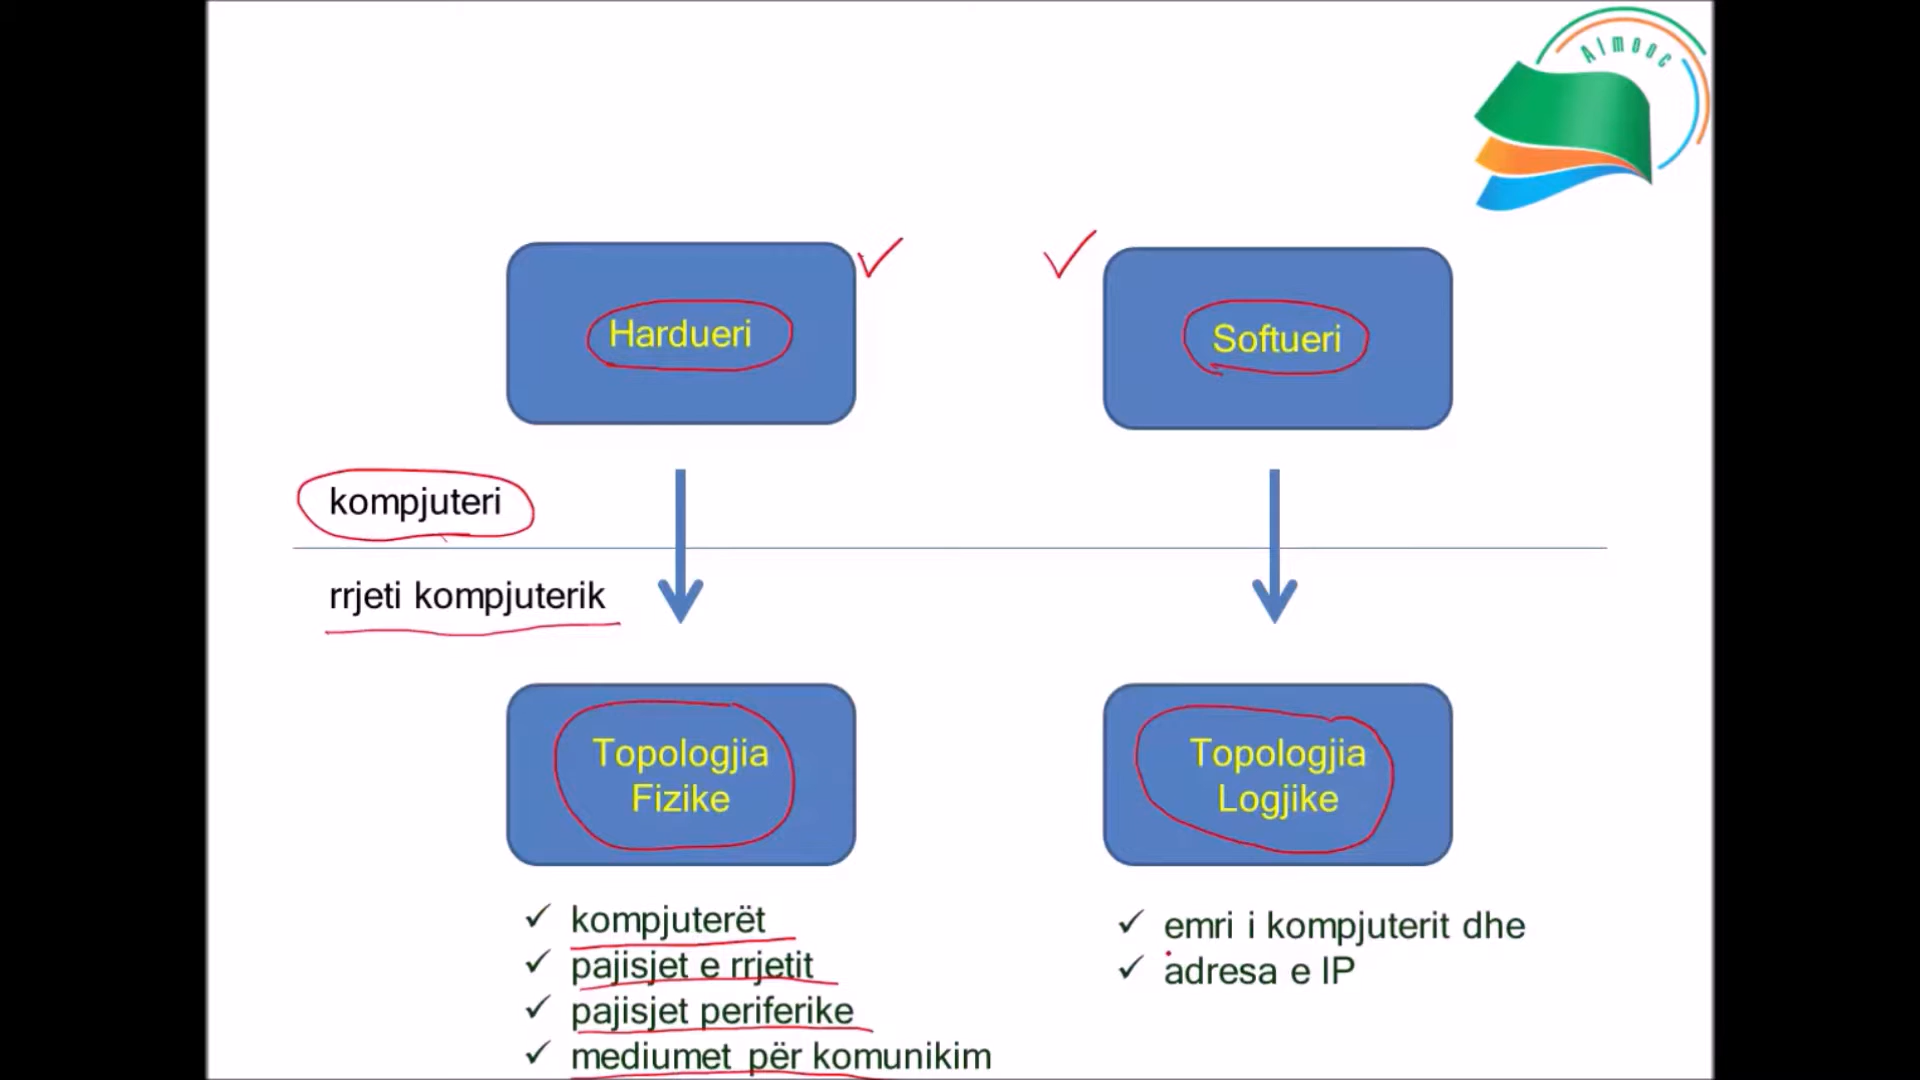 Almooc
Hardueri
Softueri
kompjuteri
rrjeti kompjuterik
Topologjia
Fizike
Topologjia
Logjike
kompjuterët
pajisjet e rrjetit
pajisjet periferike
mediumet për komunikim
emri i kompjuterit dhe
adresa e IP